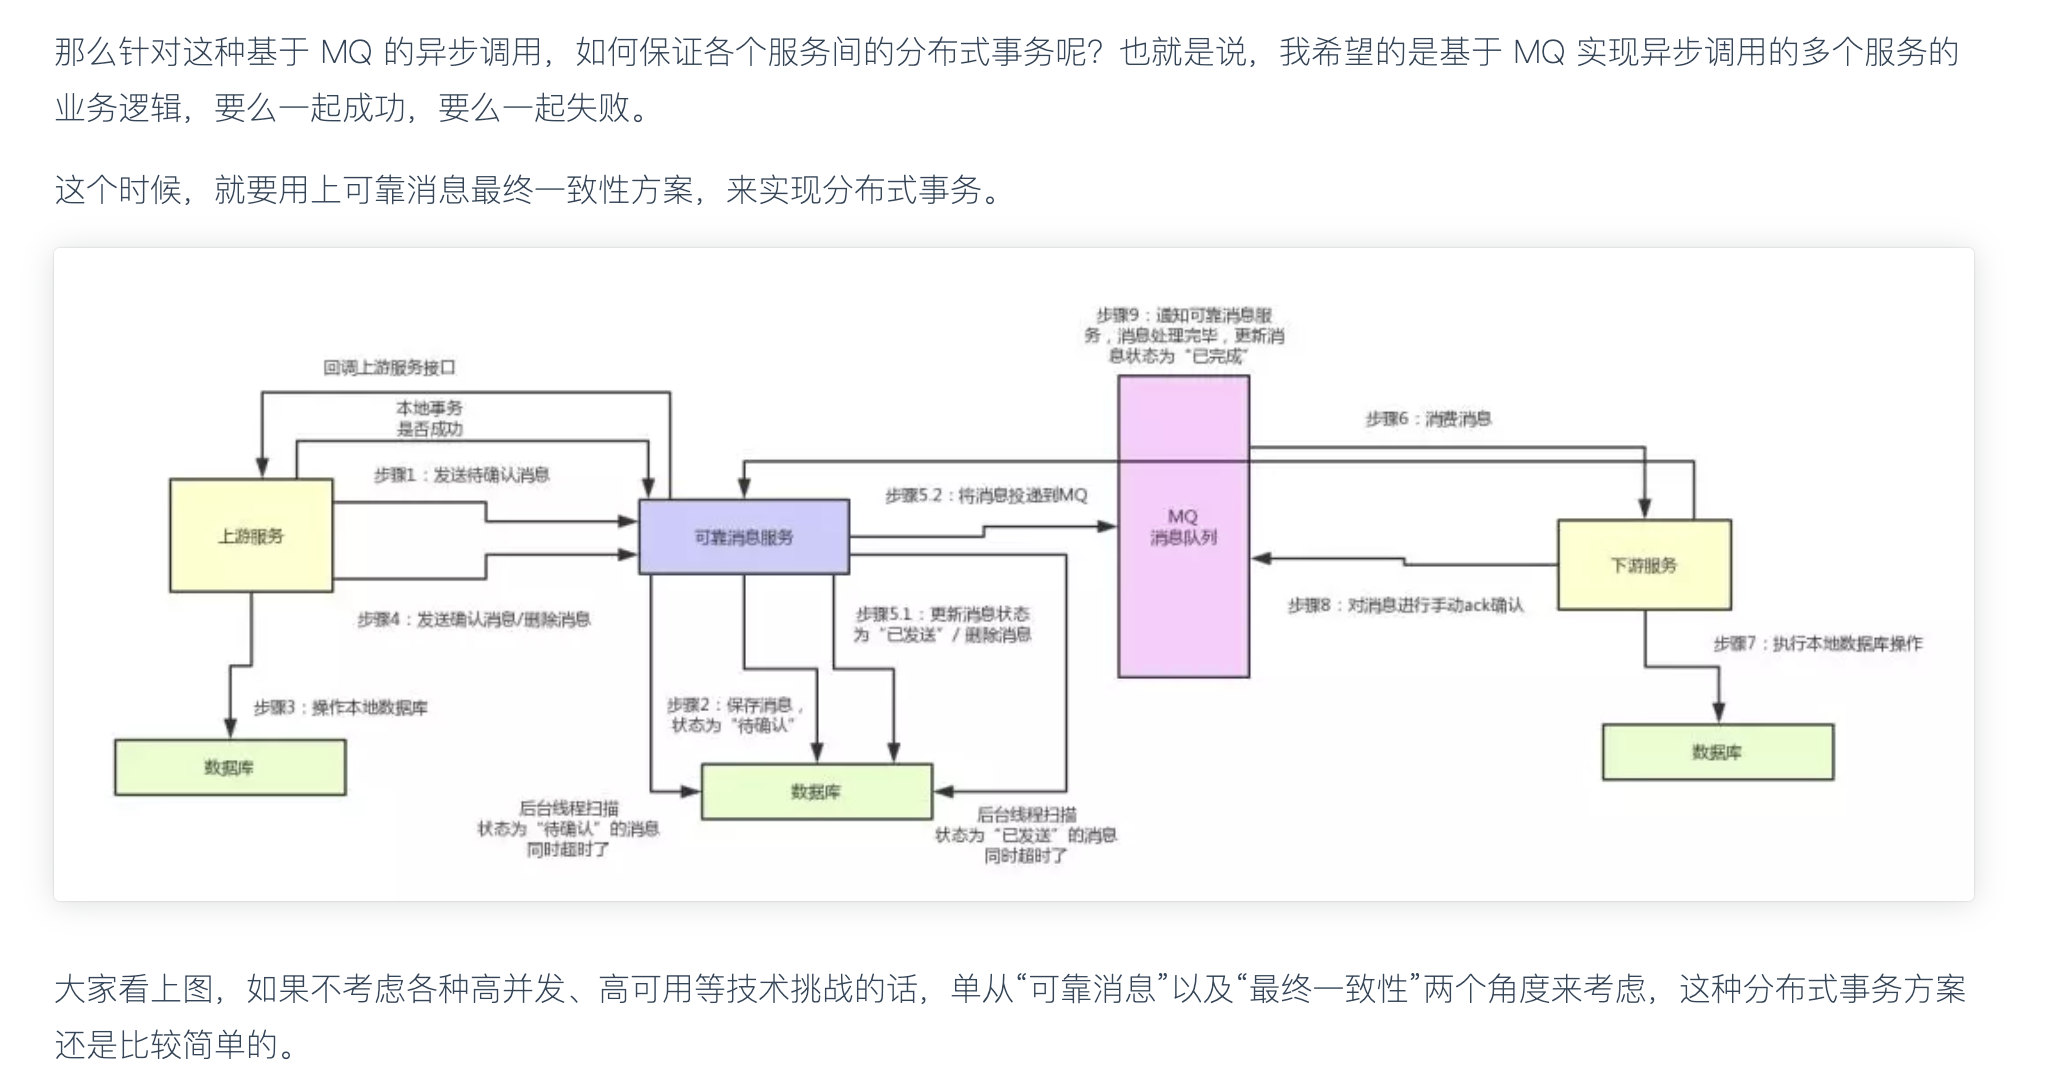 那么针对这种基于 MQ 的异步调用，如何保证各个服务间的分布式事务呢？也就是说，我希望的是基于 MQ 实现异步调用的多个服务的
业务逻辑，要么一起成功，要么一起失败。
这个时候，就要用上可靠消息最终一致性方案，来实现分布式事务。
步骤9：通知可靠消息服
务，消息处理完毕，更新消
息状态为“已完成”
回调上游服务接口
本地事务
是否成功
步骤6：消费消息
步骤1：发送待确认消息
步骤5.2：将消息投递到MQ
上游服务
可靠消息服务
MQ
消息队列
下游服务
步骤4：发送确认消息/删除消息
步骤5.1：更新消息状态
为“已发送” / 删除消息
步骤8：对消息进行手动ack确认
步骤7：执行本地数据库操作
步骤3：操作本地数据库
步骤2：保存消息，
状态为“待确认”
数据库
数据库
数据库
后台线程扫描
状态为“待确认”的消息
同时超时了
后台线程扫描
状态为“已发送”的消息
同时超时了
大家看上图，如果不考虑各种高并发、高可用等技术挑战的话，单从“可靠消息”以及“最终一致性”两个角度来考虑，这种分布式事务方案
还是比较简单的。